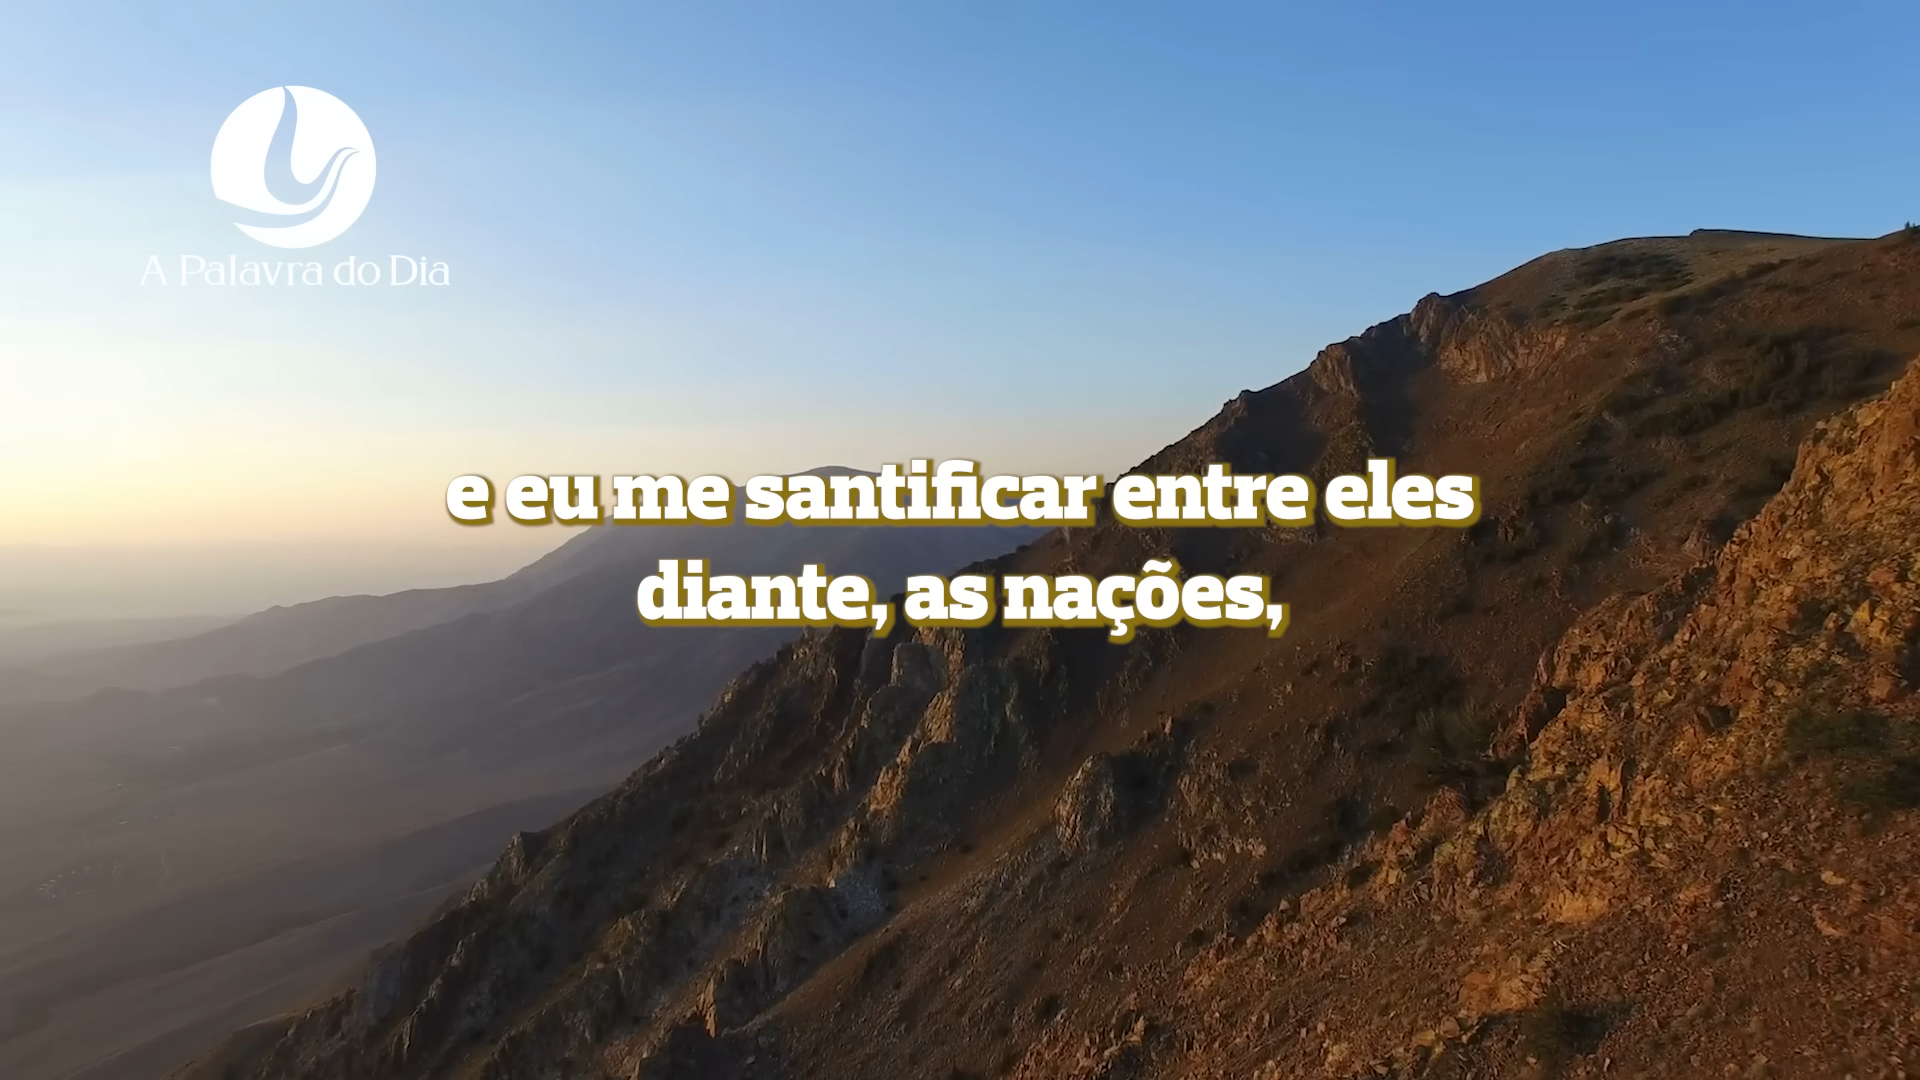 A Palavra do Dia
e eu me santificar entre eles
diante, as nações,